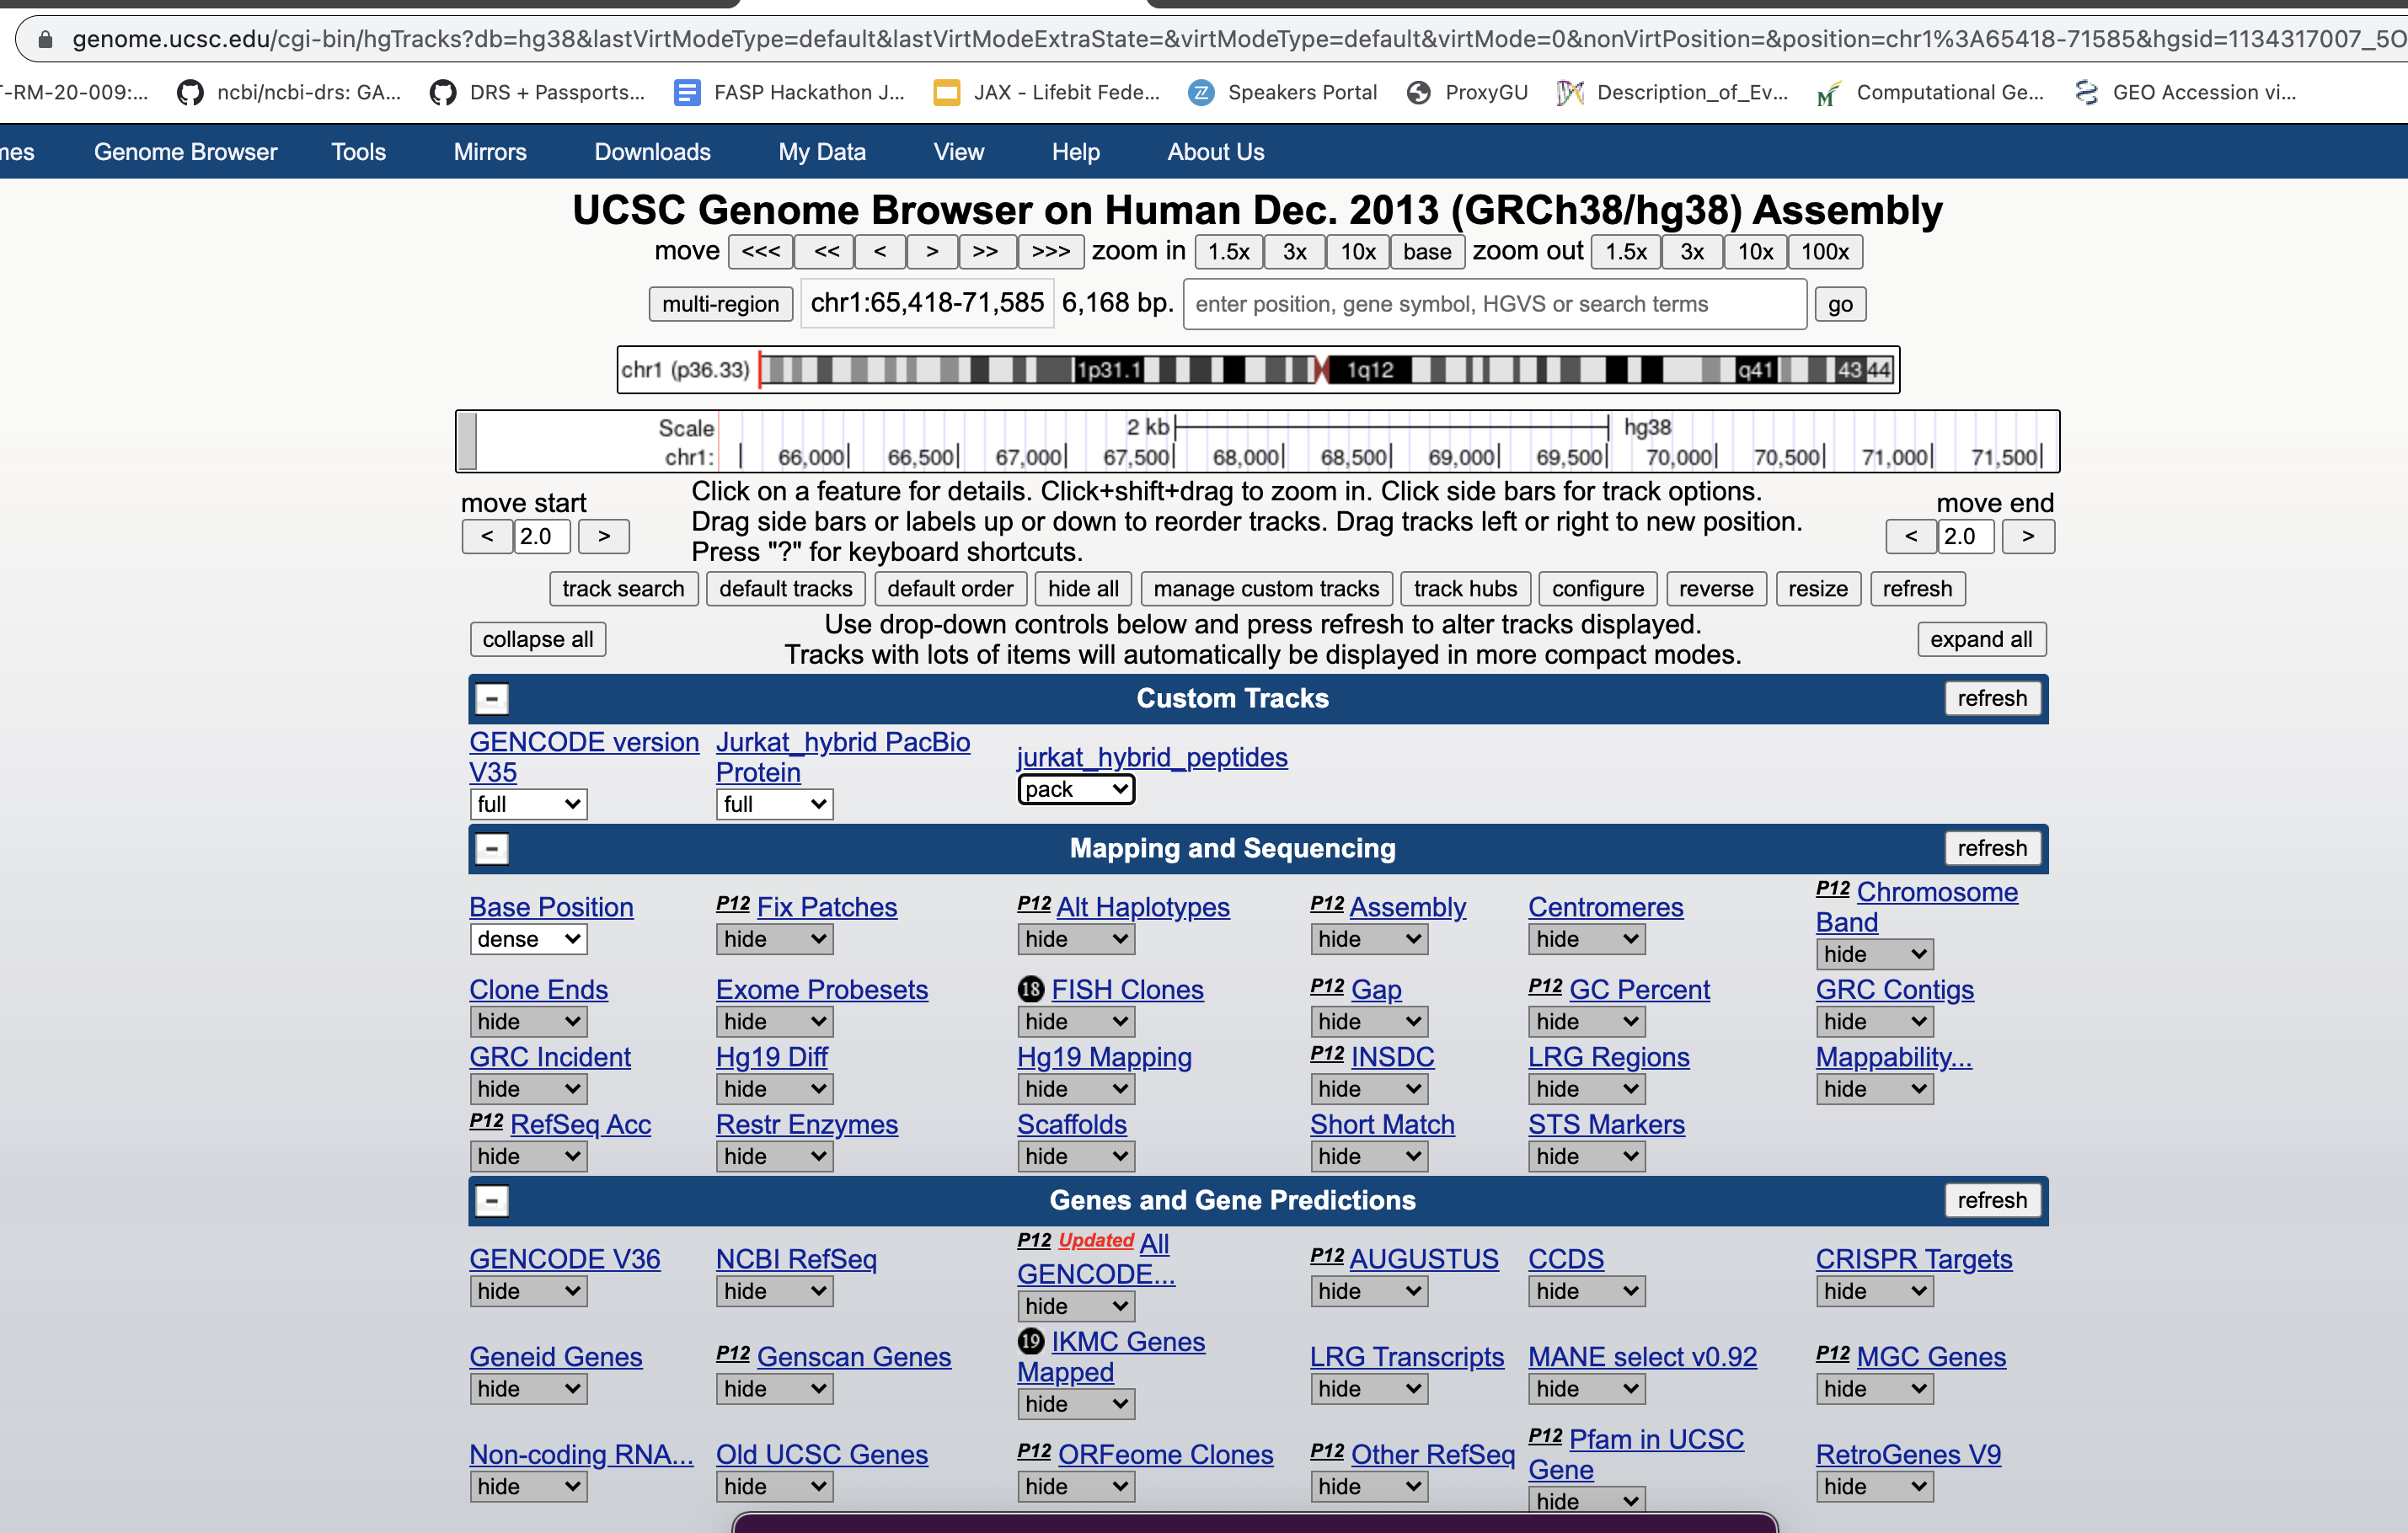 genome.ucsc.edu/cgi-bin/hgTracks?db=hg38&lastVirtModeType=default&lastVirtModeExtraState=&virtModeType=default&virtMode=0&nonVirtPosition=&position=chr1%3A65418-71585&hgsid=1134317007_5O
T-RM-20-009:... ncbi/ncbi-drs: GA... DRS + Passports... FASP Hackathon J... JAX - Lifebit Fede... Speakers Portal ProxyGU Description_of_Ev... Computational Ge... GEO Accession vi...
mes Genome Browser Tools Mirrors Downloads My Data View Help About Us
UCSC Genome Browser on Human Dec. 2013 (GRCh38/hg38) Assembly
move <<< << < > >> >>> zoom in 1.5x 3x 10x base zoom out 1.5x 3x 10x 100x
multi-region chr1:65,418-71,585 6,168 bp. enter position, gene symbol, HGVS or search terms go
chr1 (p36.33) 1p31.1 1q12 q41 43 44
Scale 2 kb hg38
chr1: 66,000 66,500 67,000 67,500 68,000 68,500 69,000 69,500 70,000 70,500 71,000 71,500
move start Click on a feature for details. Click+shift+drag to zoom in. Click side bars for track options. move end
< 2.0 > Drag side bars or labels up or down to reorder tracks. Drag tracks left or right to new position. < 2.0 >
Press "?" for keyboard shortcuts.
track search default tracks default order hide all manage custom tracks track hubs configure reverse resize refresh
collapse all Use drop-down controls below and press refresh to alter tracks displayed. expand all
Tracks with lots of items will automatically be displayed in more compact modes.
- Custom Tracks refresh
GENCODE version V35 Jurkat_hybrid PacBio Protein jurkat_hybrid_peptides
full full pack
- Mapping and Sequencing refresh
Base Position P12 Fix Patches P12 Alt Haplotypes P12 Assembly Centromeres P12 Chromosome Band
dense hide hide hide hide hide
Clone Ends Exome Probesets 18 FISH Clones P12 Gap P12 GC Percent GRC Contigs
hide hide hide hide hide hide
GRC Incident Hg19 Diff Hg19 Mapping P12 INSDC LRG Regions Mappability...
hide hide hide hide hide hide
P12 RefSeq Acc Restr Enzymes Scaffolds Short Match STS Markers
hide hide hide hide hide
- Genes and Gene Predictions refresh
GENCODE V36 NCBI RefSeq P12 Updated All GENCODE... P12 AUGUSTUS CCDS CRISPR Targets
hide hide hide hide hide hide
Geneid Genes P12 Genscan Genes 19 IKMC Genes Mapped LRG Transcripts MANE select v0.92 P12 MGC Genes
hide hide hide hide hide hide
Non-coding RNA... Old UCSC Genes P12 ORFeome Clones P12 Other RefSeq P12 Pfam in UCSC Gene RetroGenes V9
hide hide hide hide hide hide